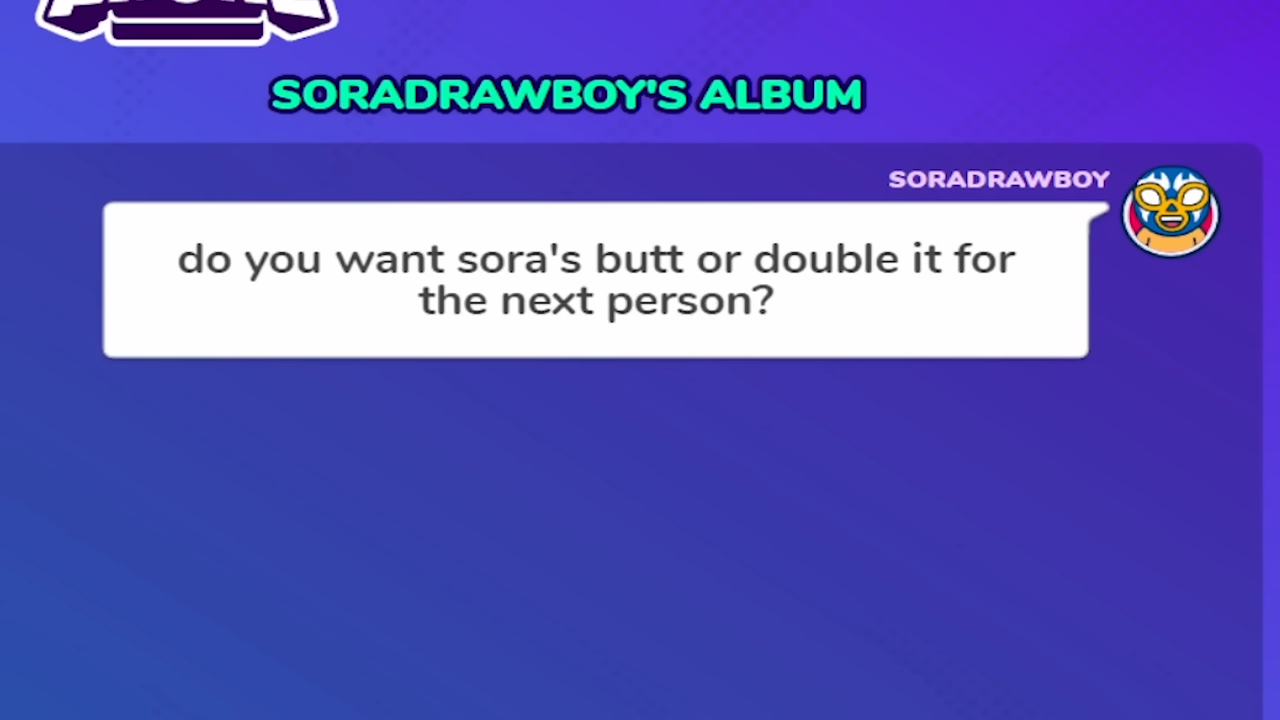 SORADRAWBOY'S ALBUM
SORADRAWBOY
do you want sora's butt or double it for
the next person?